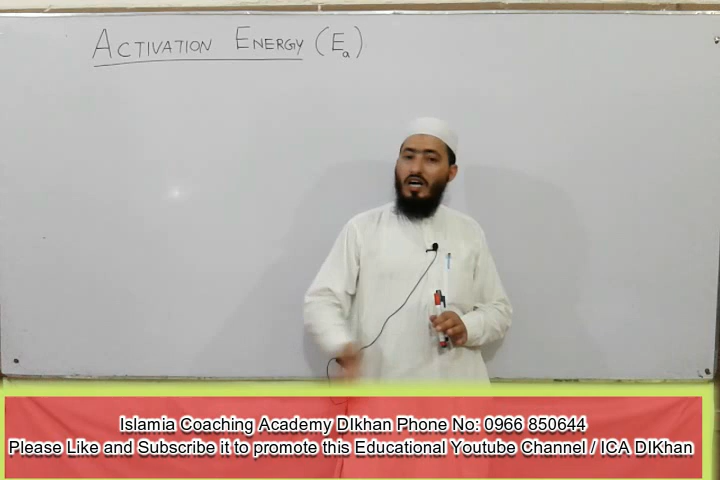 ACTIVATION ENERGY (Ea)
Islamia Coaching Academy DIkhan Phone No: 0966 850644
Please Like and Subscribe it to promote this Educational Youtube Channel / ICA DIKhan